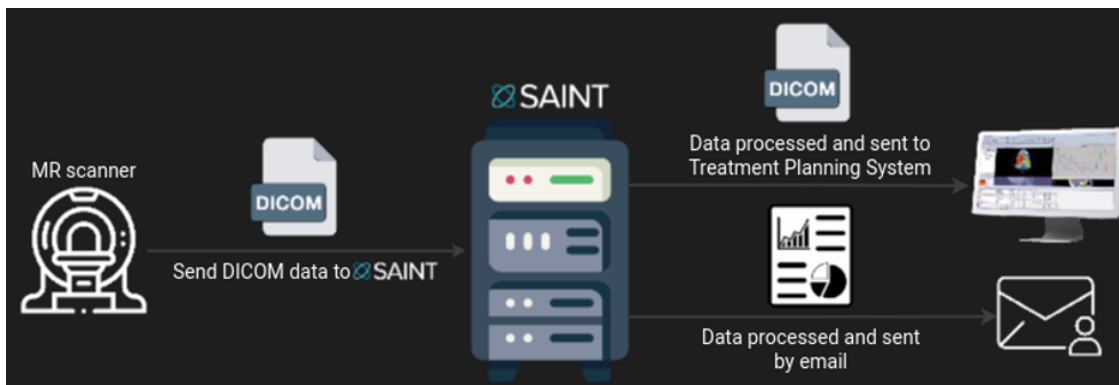 MR scanner
DICOM
Send DICOM data to SAINT
SAINT
DICOM
Data processed and sent to
Treatment Planning System
Data processed and sent
by email